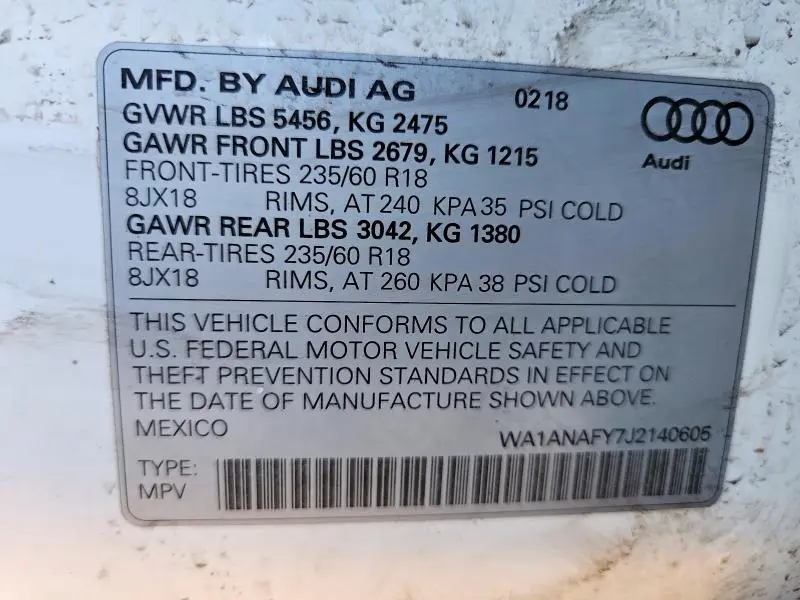 MFD. BY AUDI AG 0218
GVWR LBS 5456, KG 2475
GAWR FRONT LBS 2679, KG 1215
Audi
FRONT-TIRES 235/60 R18
8JX18 RIMS, AT 240 KPA 35 PSI COLD
GAWR REAR LBS 3042, KG 1380
REAR-TIRES 235/60 R18
8JX18 RIMS, AT 260 KPA 38 PSI COLD
THIS VEHICLE CONFORMS TO ALL APPLICABLE
U.S. FEDERAL MOTOR VEHICLE SAFETY AND
THEFT PREVENTION STANDARDS IN EFFECT ON
THE DATE OF MANUFACTURE SHOWN ABOVE.
MEXICO WA1ANAFY7J2140605
TYPE:
MPV